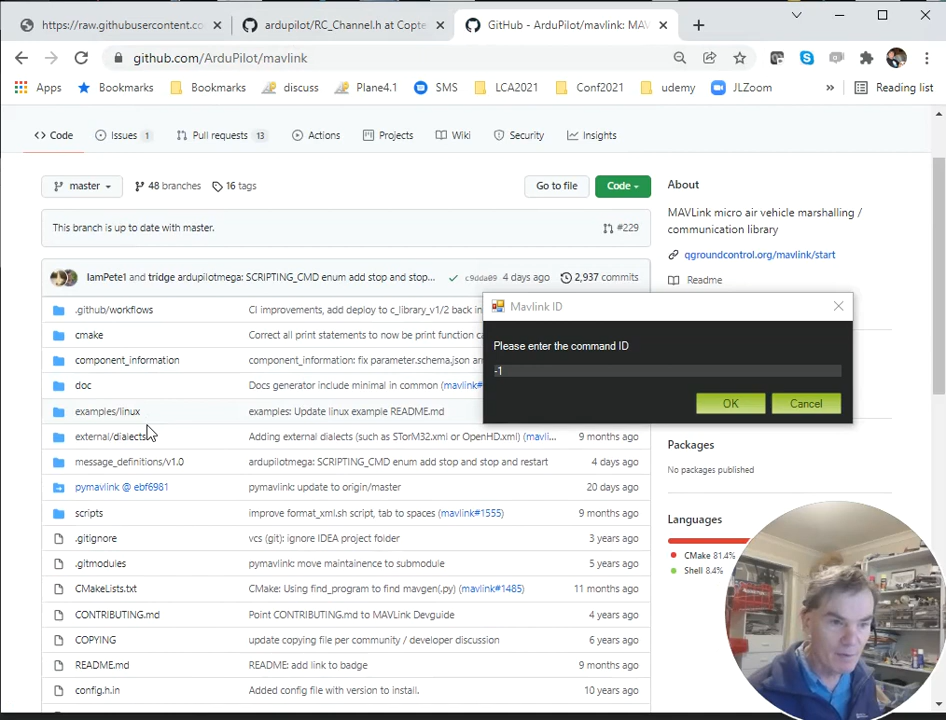 https://raw.githubusercontent.co
ardupilot/RC_Channel.h at Copte
GitHub - ArduPilot/mavlink: MA
github.com/ArduPilot/mavlink
Apps
Bookmarks
Bookmarks
discuss
Plane4.1
SMS
LCA2021
Conf2021
udemy
JLZoom
»
Reading list
<> Code
Issues 1
Pull requests 13
Actions
Projects
Wiki
Security
Insights
master
48 branches
16 tags
Go to file
Code
About
This branch is up to date with master.
#229
MAVLink micro air vehicle marshalling /
communication library
qgroundcontrol.org/mavlink/start
Readme
IamPete1 and tridge ardupilotmega: SCRIPTING_CMD enum add stop and stop...
c9dda09
4 days ago
2,937 commits
.github/workflows
CI improvements, add deploy to c_library_v1/2 back in
cmake
Correct all print statements to now be print function ca
component_information
component_information: fix parameter.schema.json an
doc
Docs generator include minimal in common (mavlink#
examples/linux
examples: Update linux example README.md
external/dialects
Adding external dialects (such as STorM32.xml or OpenHD.xml) (mavli...
9 months ago
message_definitions/v1.0
ardupilotmega: SCRIPTING_CMD enum add stop and stop and restart
4 days ago
pymavlink @ ebf6981
pymavlink: update to origin/master
20 days ago
scripts
improve format_xml.sh script, tab to spaces (mavlink#1555)
9 months ago
.gitignore
vcs (git): ignore IDEA project folder
3 years ago
.gitmodules
pymavlink: move maintainence to submodule
5 years ago
CMakeLists.txt
CMake: Using find_program to find mavgen(.py) (mavlink#1485)
11 months ago
CONTRIBUTING.md
Point CONTRIBUTING.md to MAVLink Devguide
4 years ago
COPYING
update copying file per community / developer discussion
6 years ago
README.md
README: add link to badge
9 months ago
config.h.in
Added config file with version to install.
10 years ago
Mavlink ID
Please enter the command ID
-1
OK
Cancel
Packages
No packages published
Languages
CMake 81.4%
Shell 8.4%